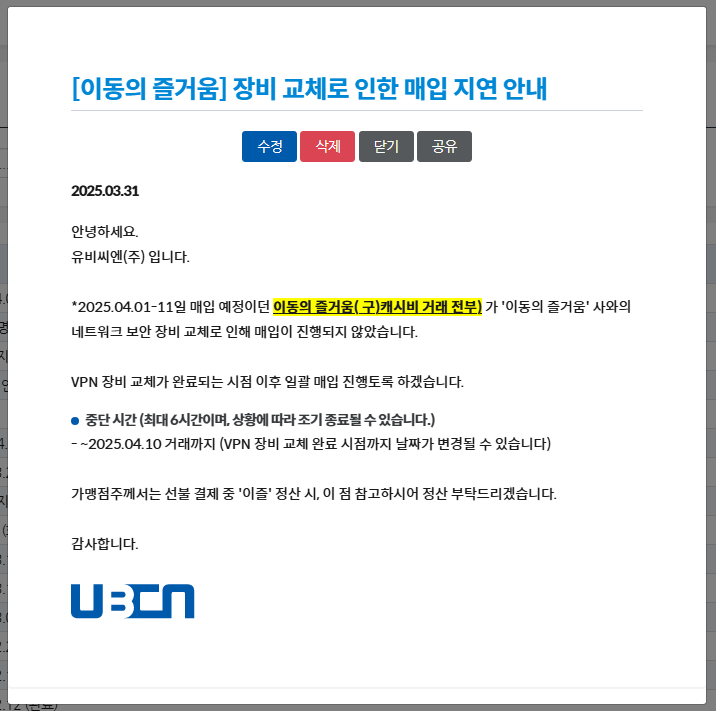 [이동의 즐거움] 장비 교체로 인한 매입 지연 안내
수정 삭제 닫기 공유
2025.03.31
안녕하세요.
유비씨엔(주) 입니다.
*2025.04.01-11일 매입 예정이던 이동의 즐거움( 구)캐시비 거래 전부) 가 '이동의 즐거움' 사와의
네트워크 보안 장비 교체로 인해 매입이 진행되지 않았습니다.
VPN 장비 교체가 완료되는 시점 이후 일괄 매입 진행토록 하겠습니다.
중단 시간 (최대 6시간이며, 상황에 따라 조기 종료될 수 있습니다.)
- ~2025.04.10 거래까지 (VPN 장비 교체 완료 시점까지 날짜가 변경될 수 있습니다)
가맹점주께서는 선불 결제 중 '이즐' 정산 시, 이 점 참고하시어 정산 부탁드리겠습니다.
감사합니다.
UBCN